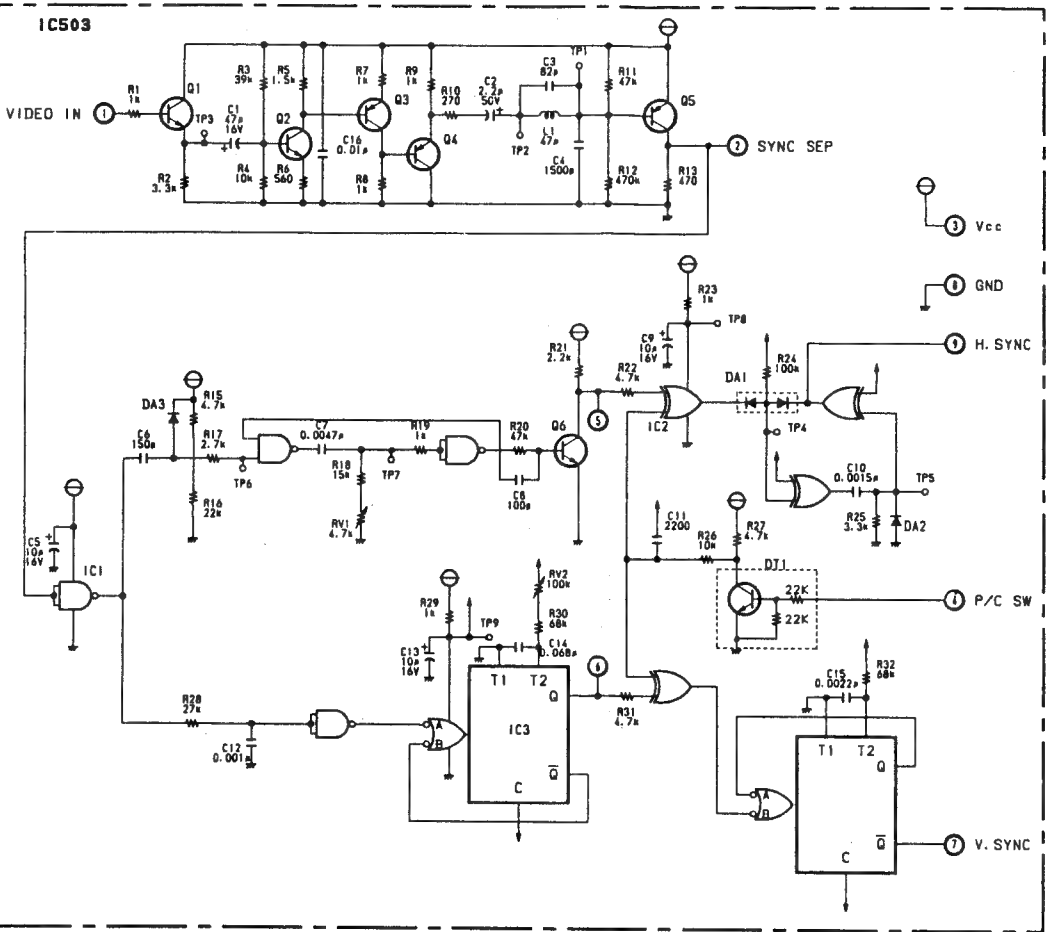 IC503
VIDEO IN
1
R1
1k
Q1
R2
3.3k
TP3
C1
47μ
16V
R3
39k
R4
10k
Q2
R5
1.5k
R6
560
C16
0.01μ
R7
1k
Q3
R8
1k
R9
1k
Q4
R10
270
C2
2.2μ
50V
TP2
C3
82p
L1
47μ
TP1
C4
1500p
R11
47k
R12
470k
Q5
R13
470
2
SYNC SEP
3
Vcc
8
GND
9
H. SYNC
C5
10μ
16V
IC1
C6
150p
DA3
R15
4.7k
R17
2.7k
R16
22k
TP6
C7
0.0047μ
R18
15k
RV1
4.7k
TP7
R19
1k
R20
47k
C8
100p
Q6
R21
2.2k
5
R22
4.7k
C9
10μ
16V
R23
1k
TP8
IC2
DA1
R24
100k
TP4
C10
0.0015μ
R25
3.3k
DA2
TP5
C11
2200
R26
10k
R27
4.7k
DT1
22K
22K
P/C SW
R28
27k
C12
0.001μ
C13
10μ
16V
R29
1k
TP9
RV2
100k
R30
68k
C14
0.068μ
A
B
T1
T2
Q
IC3
Q̅
C
6
R31
4.7k
C15
0.0022μ
R32
68k
A
B
T1
T2
Q
Q̅
C
7
V. SYNC